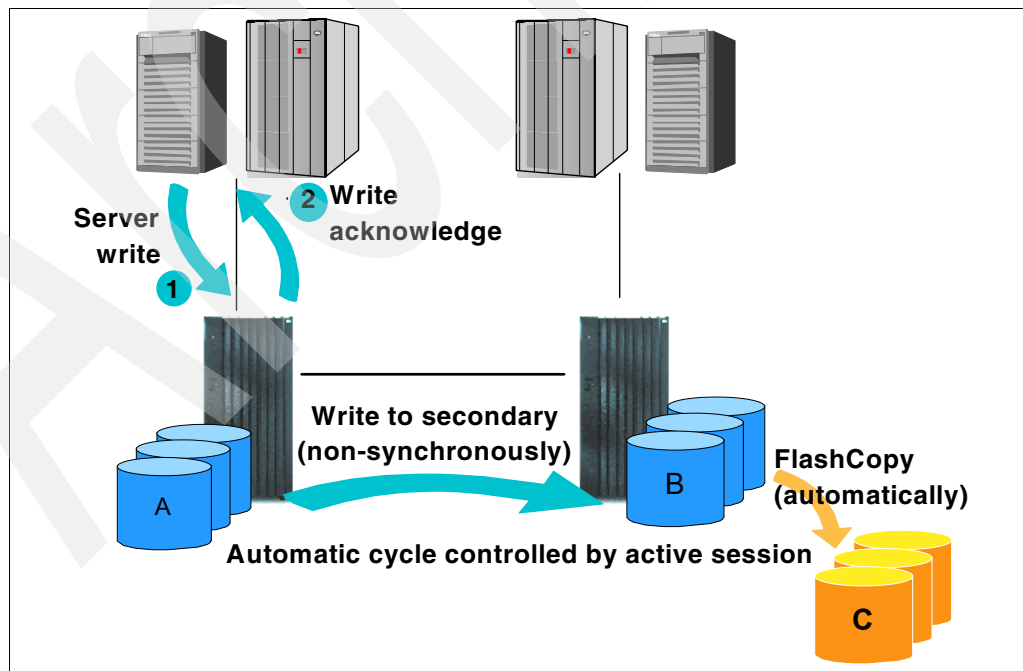 2 Write
acknowledge
Server
write
1
Write to secondary
(non-synchronously)
A
B
FlashCopy
(automatically)
Automatic cycle controlled by active session
C